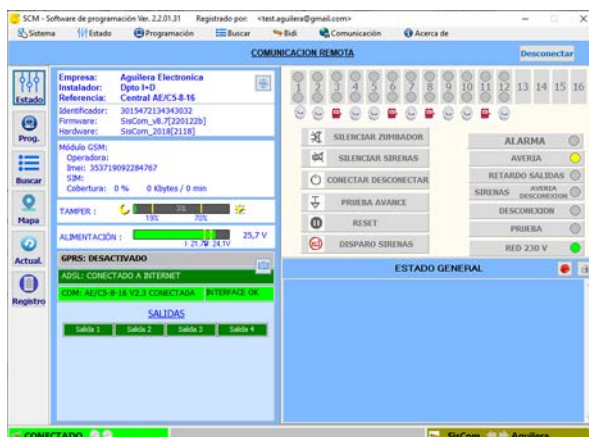 SCM - Software de programación Ver. 2.2.01.31 Registrado por: <test.aguilera@gmail.com>
Sistema Estado Programación Buscar Bidi Comunicación Acerca de
COMUNICACION REMOTA Desconectar
Estado
Prog.
Buscar
Mapa
Actual.
Registro
Empresa: Aguilera Electronica
Instalador: Dpto I+D
Referencia: Central AE/C5-8-16
Identificador: 30154721343430​32
Firmware: SisCom_v8.7[220122b]
Hardware: SisCom_2018[2118]
Módulo GSM:
Operadora:
Imei: 353719092284767
SIM:
Cobertura: 0 % 0 Kbytes / 0 min
TAMPER : 3%
13% 70%
ALIMENTACIÓN : 25,7 V
24,1V
GPRS: DESACTIVADO
ADSL: CONECTADO A INTERNET
COM: AE/C5-8-16 V2.3 CONECTADA INTERFACE OK
SALIDAS
Salida 1 Salida 2 Salida 3 Salida 4
1 2 3 4 5 6 7 8 9 10 11 12 13 14 15 16
SILENCIAR ZUMBADOR
SILENCIAR SIRENAS
CONECTAR DESCONECTAR
PRUEBA AVANCE
RESET
DISPARO SIRENAS
ALARMA
AVERIA
RETARDO SALIDAS
SIRENAS AVERIA DESCONEXION
DESCONEXION
PRUEBA
RED 230 V
ESTADO GENERAL
CONECTADO SisCom Aguilera